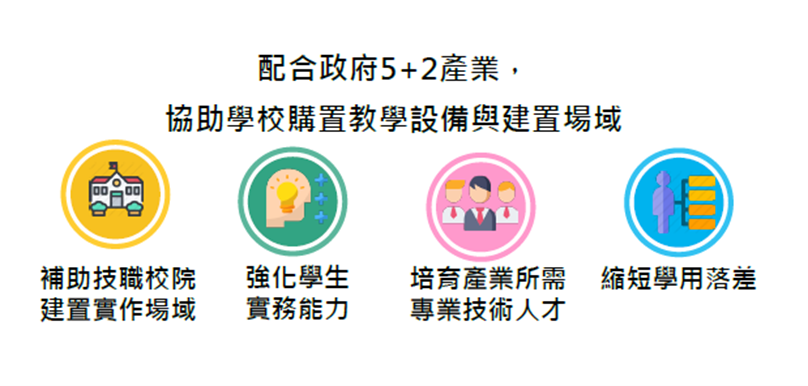 配合政府5+2產業，
協助學校購置教學設備與建置場域
補助技職校院
建置實作場域
強化學生
實務能力
培育產業所需
專業技術人才
縮短學用落差